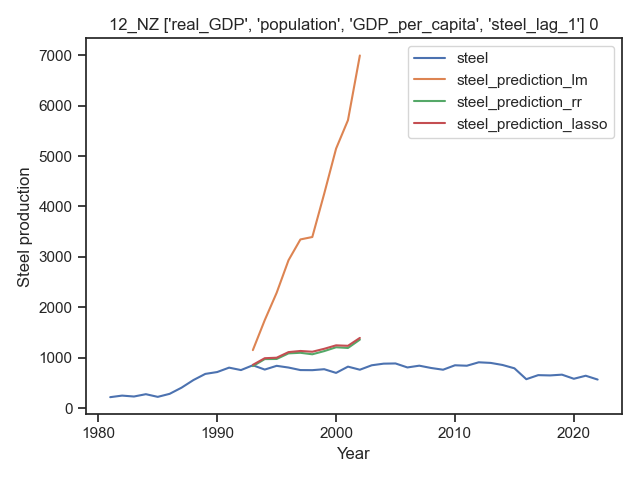 12_NZ ['real_GDP', 'population', 'GDP_per_capita', 'steel_lag_1'] 0
steel
steel_prediction_lm
steel_prediction_rr
steel_prediction_lasso
Steel production
7000
6000
5000
4000
3000
2000
1000
0
1980
1990
2000
2010
2020
Year